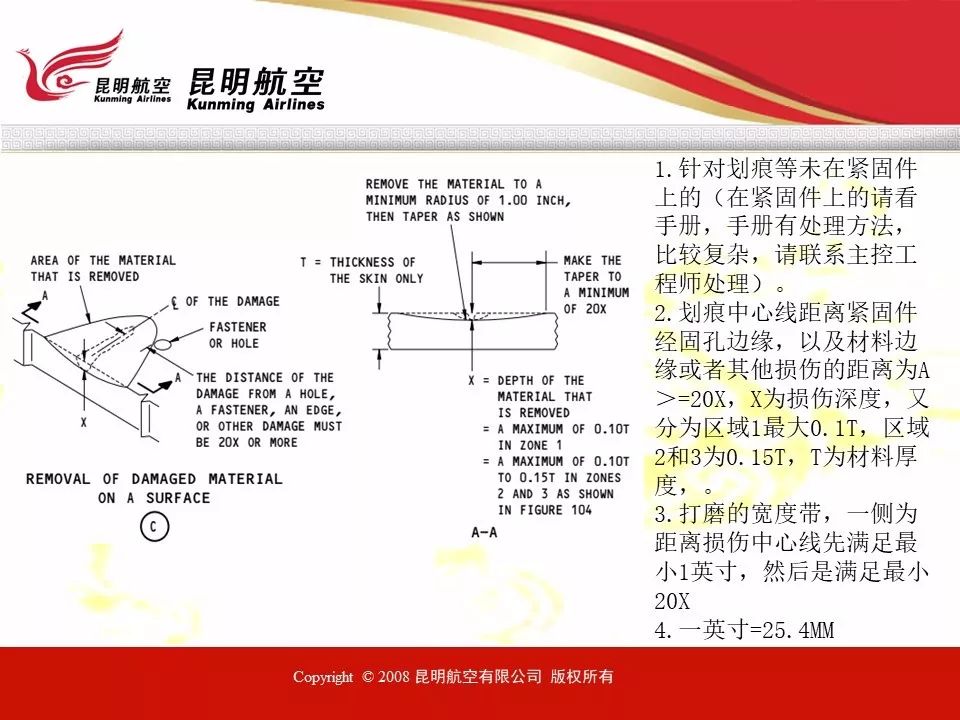 昆明航空
Kunming Airlines
昆明航空
Kunming Airlines
REMOVE THE MATERIAL TO A
MINIMUM RADIUS OF 1.00 INCH,
THEN TAPER AS SHOWN
AREA OF THE MATERIAL
THAT IS REMOVED
A
℄ OF THE DAMAGE
FASTENER
OR HOLE
A
THE DISTANCE OF THE
DAMAGE FROM A HOLE,
A FASTENER, AN EDGE,
OR OTHER DAMAGE MUST
BE 20X OR MORE
X
REMOVAL OF DAMAGED MATERIAL
ON A SURFACE
C
T = THICKNESS OF
THE SKIN ONLY
MAKE THE
TAPER TO
A MINIMUM
OF 20X
X = DEPTH OF THE
MATERIAL THAT
IS REMOVED
= A MAXIMUM OF 0.10T
IN ZONE 1
= A MAXIMUM OF 0.10T
TO 0.15T IN ZONES
2 AND 3 AS SHOWN
IN FIGURE 104
A-A
1.针对划痕等未在紧固件
上的（在紧固件上的请看
手册，手册有处理方法，
比较复杂，请联系主控工
程师处理）。
2.划痕中心线距离紧固件
经固孔边缘，以及材料边
缘或者其他损伤的距离为A
＞=20X，X为损伤深度，又
分为区域1最大0.1T，区域
2和3为0.15T，T为材料厚
度，。
3.打磨的宽度带，一侧为
距离损伤中心线先满足最
小1英寸，然后是满足最小
20X
4.一英寸=25.4MM
Copyright © 2008 昆明航空有限公司 版权所有